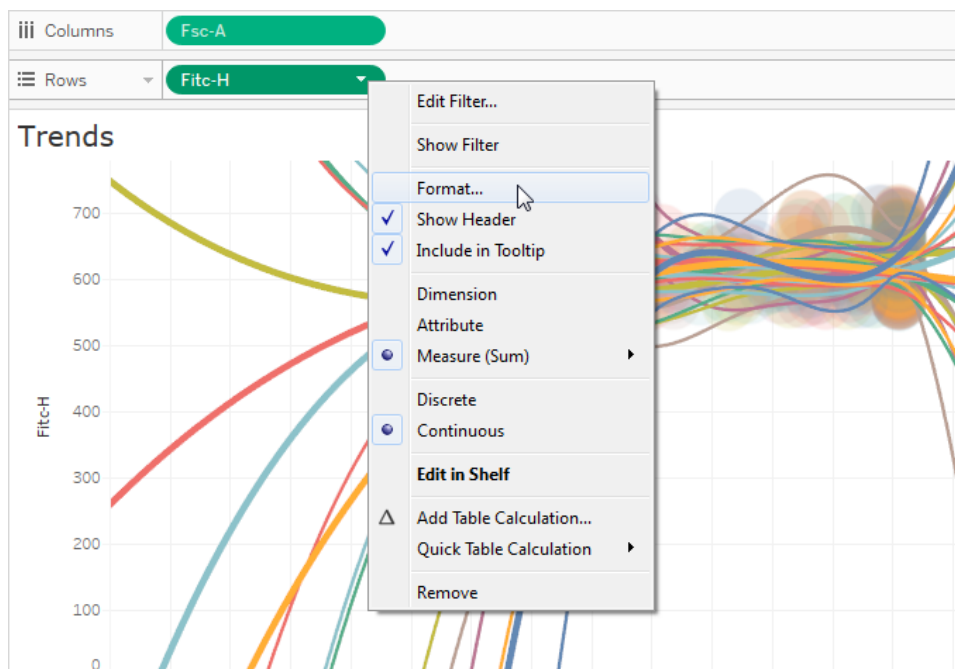 Columns
Fsc-A
Rows
Fitc-H
Trends
Edit Filter...
Show Filter
Format...
Show Header
Include in Tooltip
Dimension
Attribute
Measure (Sum)
Discrete
Continuous
Edit in Shelf
Add Table Calculation...
Quick Table Calculation
Remove
Fitc-H
700
600
500
400
300
200
100
0